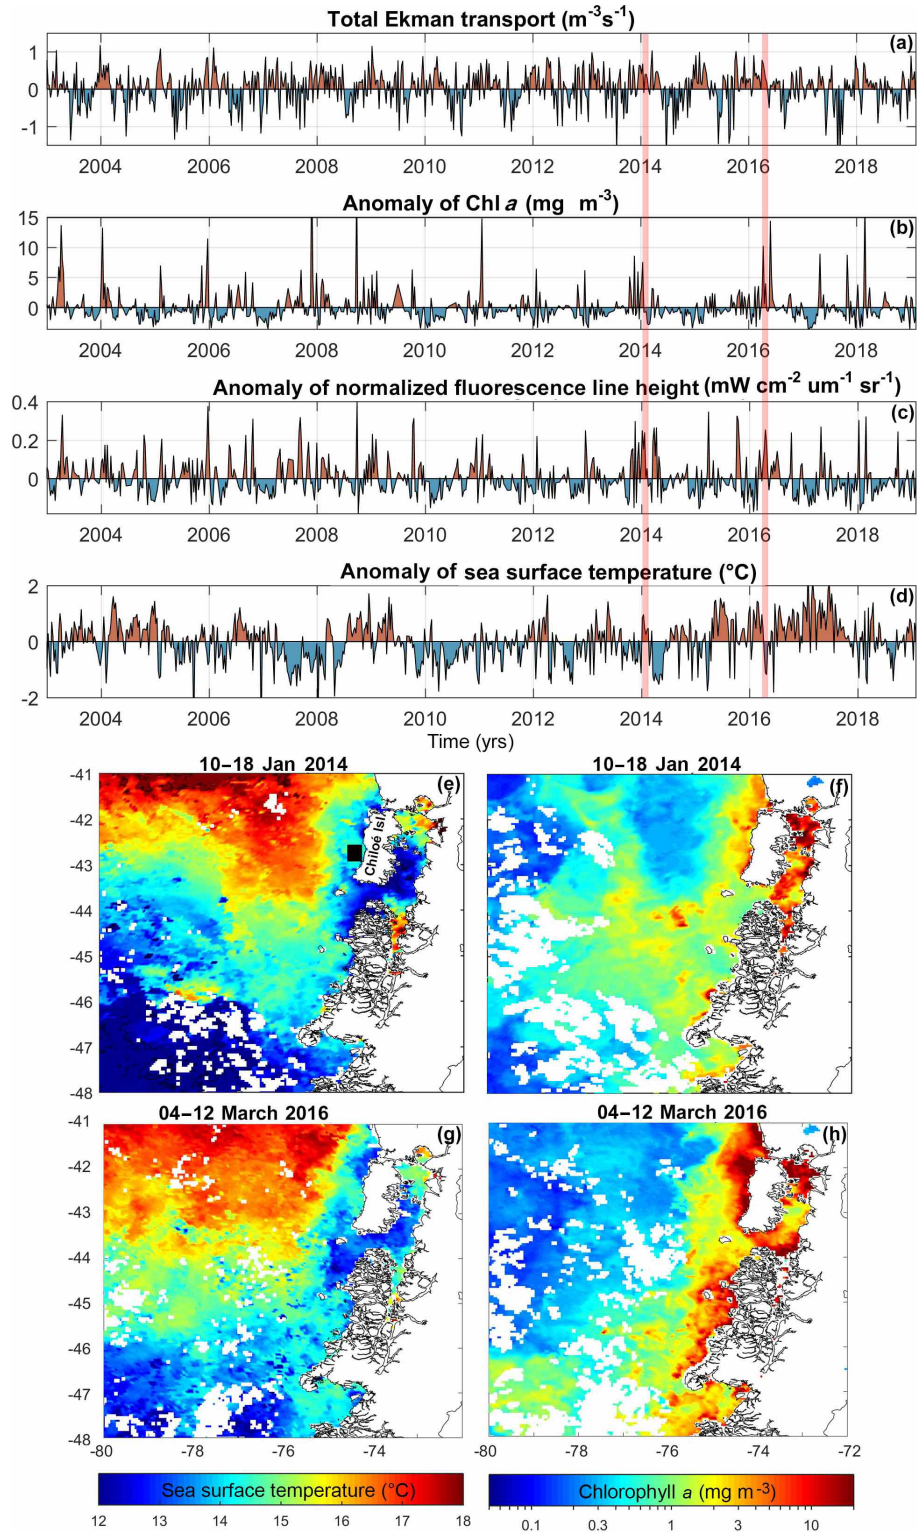 Total Ekman transport (m-3s-1)
(a)
1
0
-1
2004 2006 2008 2010 2012 2014 2016 2018
Anomaly of Chl a (mg m-3)
(b)
15
10
5
0
2004 2006 2008 2010 2012 2014 2016 2018
Anomaly of normalized fluorescence line height (mW cm-2 um-1 sr-1)
(c)
0.4
0.2
0
2004 2006 2008 2010 2012 2014 2016 2018
Anomaly of sea surface temperature (°C)
(d)
2
0
-2
2004 2006 2008 2010 2012 2014 2016 2018
Time (yrs)
10–18 Jan 2014
(e)
Chiloé Isl
-41
-42
-43
-44
-45
-46
-47
-48
10–18 Jan 2014
(f)
04–12 March 2016
(g)
-41
-42
-43
-44
-45
-46
-47
-48
-80 -78 -76 -74
04–12 March 2016
(h)
-80 -78 -76 -74 -72
Sea surface temperature (°C)
12 13 14 15 16 17 18
Chlorophyll a (mg m-3)
0.1 0.3 1 3 10